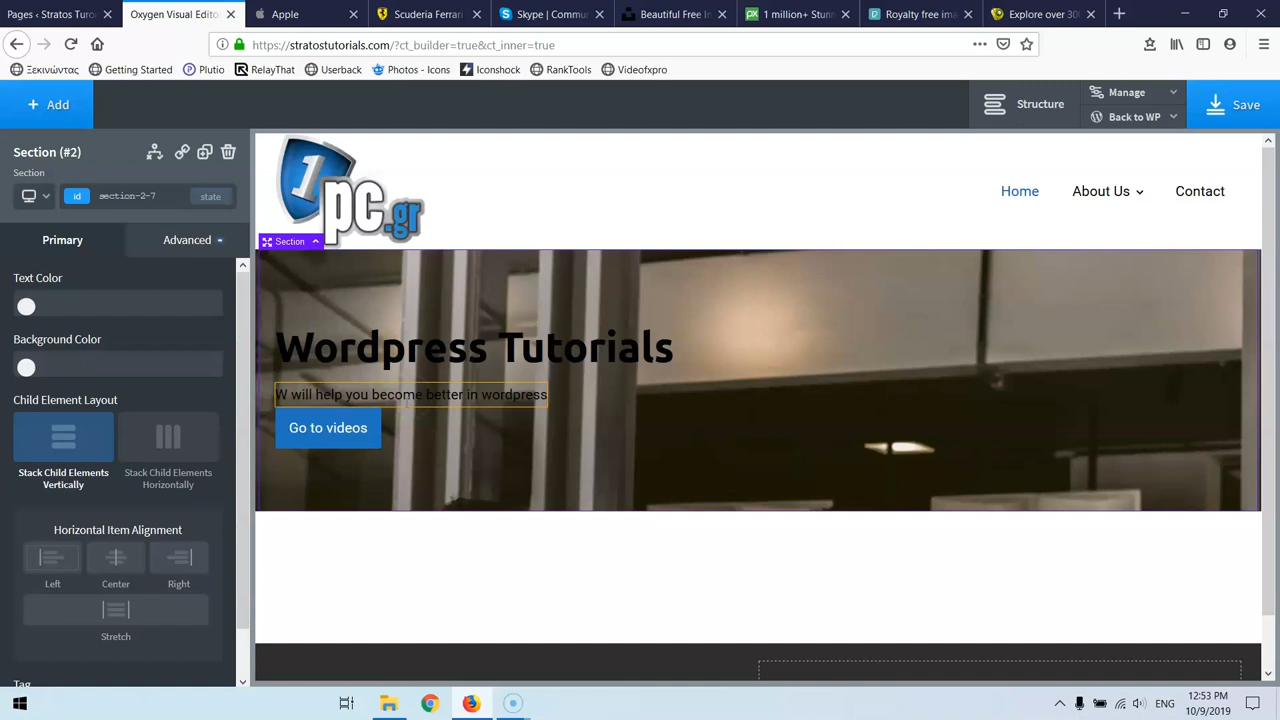 Pages ‹ Stratos Tutor
Oxygen Visual Edito
Apple
Scuderia Ferrari
Skype | Commu
Beautiful Free I
1 million+ Stun
Royalty free ima
Explore over 30
https://stratostutorials.com/?ct_builder=true&ct_inner=true
Ξεκινώντας
Getting Started
Plutio
RelayThat
Userback
Photos - Icons
Iconshock
RankTools
Videofxpro
+ Add
Structure
Manage
Back to WP
Save
Section (#2)
Section
id
section-2-7
state
Primary
Advanced
Text Color
Background Color
Child Element Layout
Stack Child Elements Vertically
Stack Child Elements Horizontally
Horizontal Item Alignment
Left
Center
Right
Stretch
Tag
1
pc.gr
Home
About Us
Contact
Section
Wordpress Tutorials
W will help you become better in wordpress
Go to videos
ENG
12:53 PM
10/9/2019